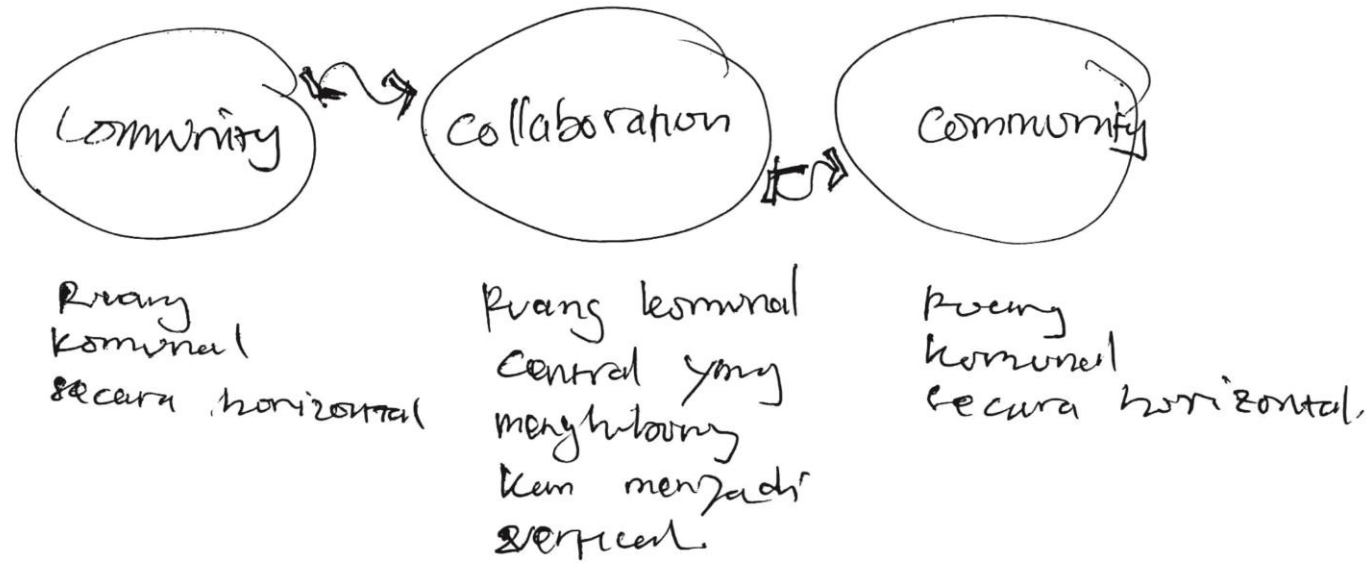 Community
Collaboration
Community
Ruang
komunal
secara horizontal
Ruang komunal
central yang
menghubung
kan menjadi
vertical.
Ruang
komunal
secara horizontal.